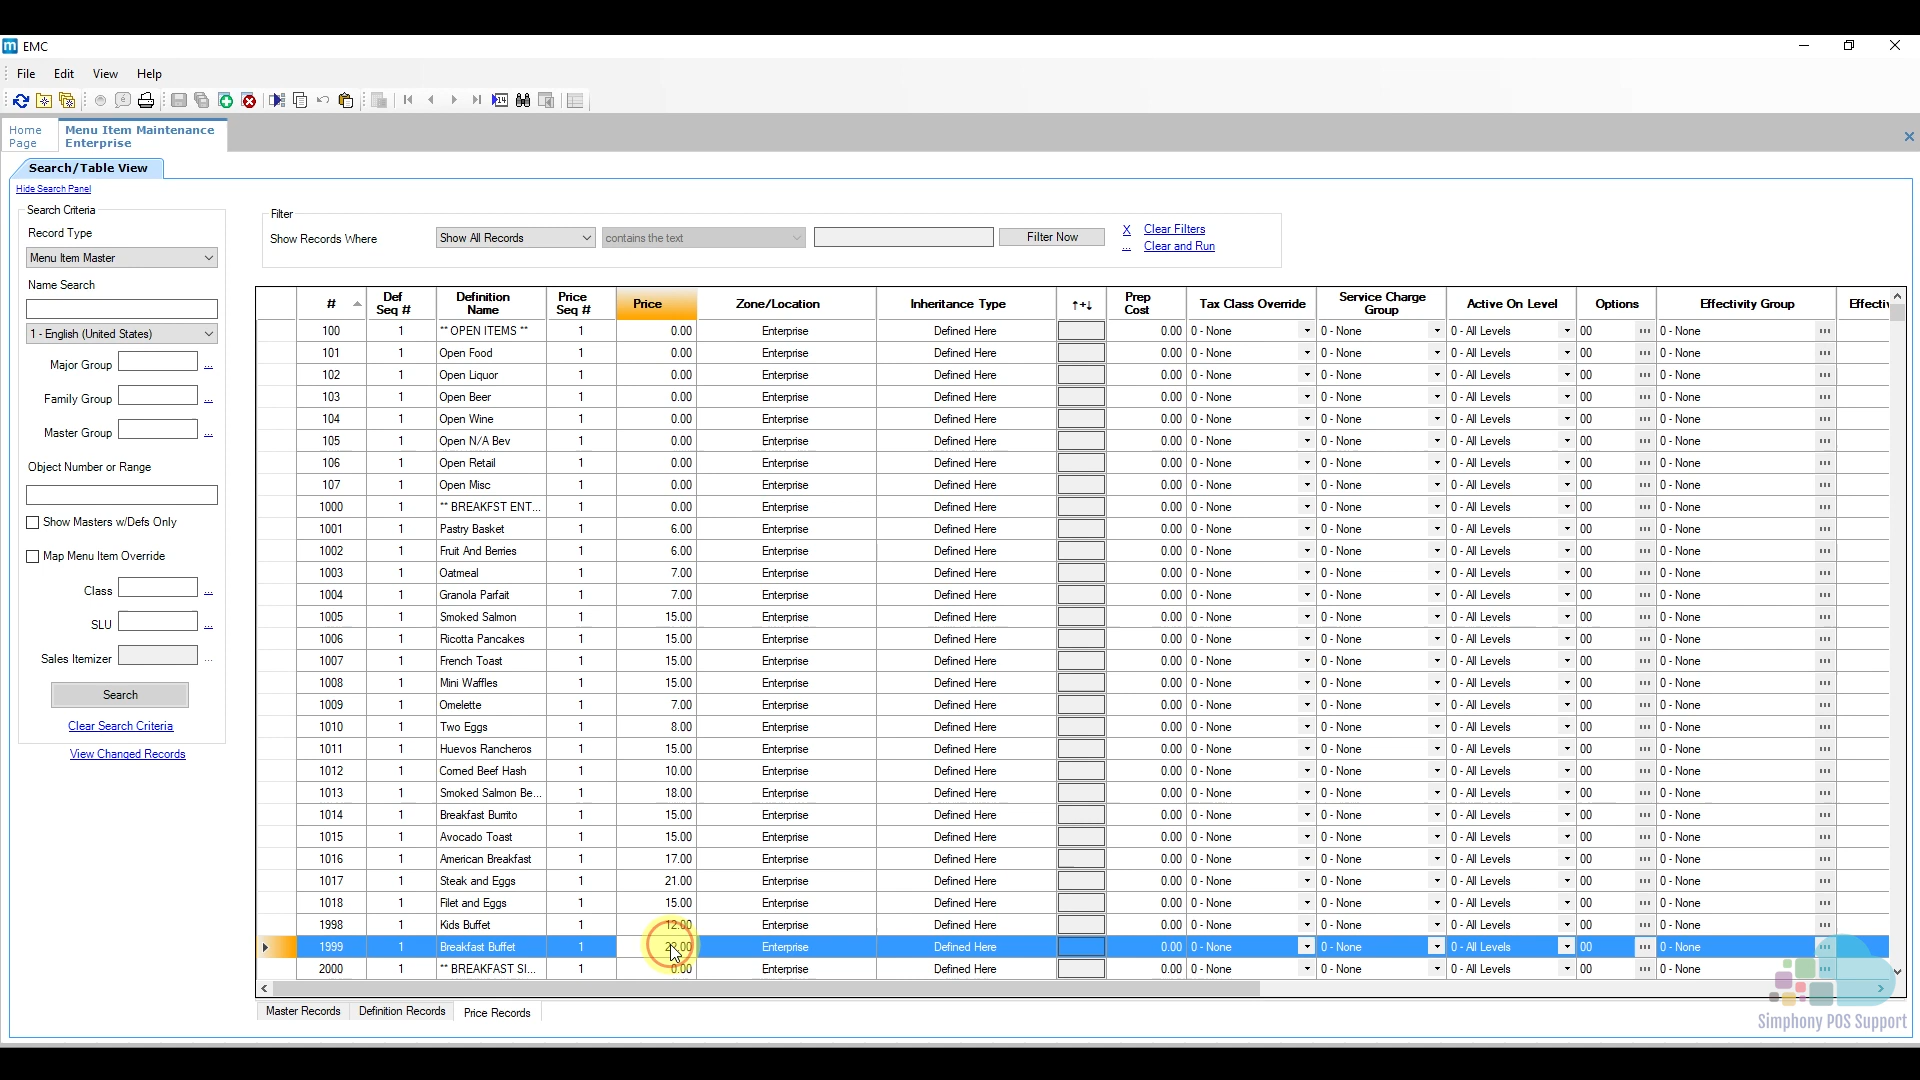 EMC
File Edit View Help
Home Page
Menu Item Maintenance
Enterprise
Search/Table View
Hide Search Panel
Search Criteria
Record Type
Menu Item Master
Name Search
1 - English (United States)
Major Group ...
Family Group ...
Master Group ...
Object Number or Range
Show Masters w/Defs Only
Map Menu Item Override
Class ...
SLU ...
Sales Itemizer ...
Search
Clear Search Criteria
View Changed Records
Filter
Show Records Where Show All Records contains the text Filter Now X Clear Filters
... Clear and Run
# Def Seq # Definition Name Price Seq # Price Zone/Location Inheritance Type ↑+↓ Prep Cost Tax Class Override Service Charge Group Active On Level Options Effectivity Group
100 1 ** OPEN ITEMS ** 1 0.00 Enterprise Defined Here 0.00 0 - None 0 - None 0 - All Levels 00 ... 0 - None ...
101 1 Open Food 1 0.00 Enterprise Defined Here 0.00 0 - None 0 - None 0 - All Levels 00 ... 0 - None ...
102 1 Open Liquor 1 0.00 Enterprise Defined Here 0.00 0 - None 0 - None 0 - All Levels 00 ... 0 - None ...
103 1 Open Beer 1 0.00 Enterprise Defined Here 0.00 0 - None 0 - None 0 - All Levels 00 ... 0 - None ...
104 1 Open Wine 1 0.00 Enterprise Defined Here 0.00 0 - None 0 - None 0 - All Levels 00 ... 0 - None ...
105 1 Open N/A Bev 1 0.00 Enterprise Defined Here 0.00 0 - None 0 - None 0 - All Levels 00 ... 0 - None ...
106 1 Open Retail 1 0.00 Enterprise Defined Here 0.00 0 - None 0 - None 0 - All Levels 00 ... 0 - None ...
107 1 Open Misc 1 0.00 Enterprise Defined Here 0.00 0 - None 0 - None 0 - All Levels 00 ... 0 - None ...
1000 1 ** BREAKFST ENT... 1 0.00 Enterprise Defined Here 0.00 0 - None 0 - None 0 - All Levels 00 ... 0 - None ...
1001 1 Pastry Basket 1 6.00 Enterprise Defined Here 0.00 0 - None 0 - None 0 - All Levels 00 ... 0 - None ...
1002 1 Fruit And Berries 1 6.00 Enterprise Defined Here 0.00 0 - None 0 - None 0 - All Levels 00 ... 0 - None ...
1003 1 Oatmeal 1 7.00 Enterprise Defined Here 0.00 0 - None 0 - None 0 - All Levels 00 ... 0 - None ...
1004 1 Granola Parfait 1 7.00 Enterprise Defined Here 0.00 0 - None 0 - None 0 - All Levels 00 ... 0 - None ...
1005 1 Smoked Salmon 1 15.00 Enterprise Defined Here 0.00 0 - None 0 - None 0 - All Levels 00 ... 0 - None ...
1006 1 Ricotta Pancakes 1 15.00 Enterprise Defined Here 0.00 0 - None 0 - None 0 - All Levels 00 ... 0 - None ...
1007 1 French Toast 1 15.00 Enterprise Defined Here 0.00 0 - None 0 - None 0 - All Levels 00 ... 0 - None ...
1008 1 Mini Waffles 1 15.00 Enterprise Defined Here 0.00 0 - None 0 - None 0 - All Levels 00 ... 0 - None ...
1009 1 Omelette 1 7.00 Enterprise Defined Here 0.00 0 - None 0 - None 0 - All Levels 00 ... 0 - None ...
1010 1 Two Eggs 1 8.00 Enterprise Defined Here 0.00 0 - None 0 - None 0 - All Levels 00 ... 0 - None ...
1011 1 Huevos Rancheros 1 15.00 Enterprise Defined Here 0.00 0 - None 0 - None 0 - All Levels 00 ... 0 - None ...
1012 1 Corned Beef Hash 1 10.00 Enterprise Defined Here 0.00 0 - None 0 - None 0 - All Levels 00 ... 0 - None ...
1013 1 Smoked Salmon Be... 1 18.00 Enterprise Defined Here 0.00 0 - None 0 - None 0 - All Levels 00 ... 0 - None ...
1014 1 Breakfast Burrito 1 15.00 Enterprise Defined Here 0.00 0 - None 0 - None 0 - All Levels 00 ... 0 - None ...
1015 1 Avocado Toast 1 15.00 Enterprise Defined Here 0.00 0 - None 0 - None 0 - All Levels 00 ... 0 - None ...
1016 1 American Breakfast 1 17.00 Enterprise Defined Here 0.00 0 - None 0 - None 0 - All Levels 00 ... 0 - None ...
1017 1 Steak and Eggs 1 21.00 Enterprise Defined Here 0.00 0 - None 0 - None 0 - All Levels 00 ... 0 - None ...
1018 1 Filet and Eggs 1 15.00 Enterprise Defined Here 0.00 0 - None 0 - None 0 - All Levels 00 ... 0 - None ...
1998 1 Kids Buffet 1 12.00 Enterprise Defined Here 0.00 0 - None 0 - None 0 - All Levels 00 ... 0 - None ...
1999 1 Breakfast Buffet 1 Enterprise Defined Here 0.00 0 - None 0 - None 0 - All Levels 00 ... 0 - None ...
2000 1 ** BREAKFAST SI... 1 0.00 Enterprise Defined Here 0.00 0 - None 0 - None 0 - All Levels 00 ... 0 - None
Master Records Definition Records Price Records
Simphony POS Support